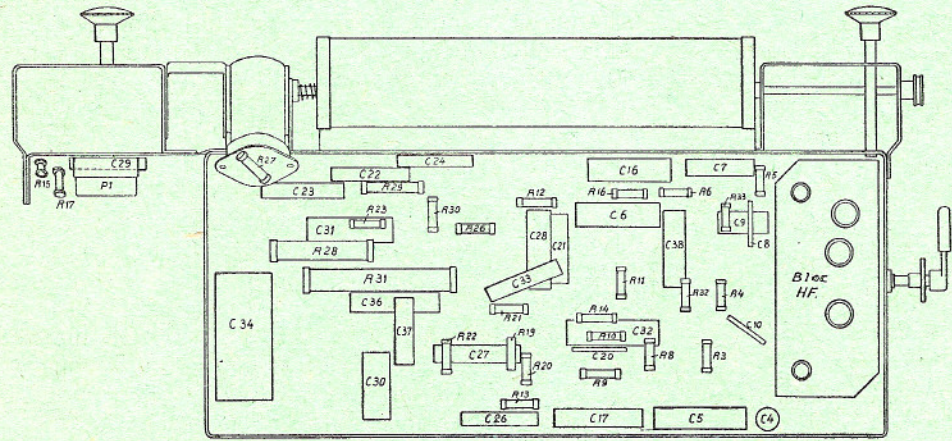 C29
P1
R15
R17
R27
C24
C22
R29
C23
R30
R23
C31
R28
R26
R12
C28
C21
C33
R31
C36
C37
C34
C30
R21
R22
C27
R19
R20
R13
C26
C16
R16
R6
C7
R5
C6
C38
R33
C9
C8
R11
R32
R4
C10
R14
C32
R10
C20
R8
R9
R3
C17
C5
C4
Bloc
HF.